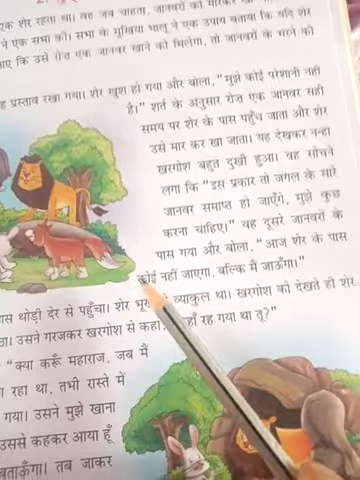 एक शेर रहता था। वह जब चाहता, जानवरों को मारकर खा
ने एक सभा की। सभा के मुखिया भालू ने एक उपाय बताया कि यदि शेर
ए कि उसे रोज़ एक जानवर खाने को मिलेगा, तो जानवरों के मरने की
प्रस्ताव रखा गया। शेर खुश हो गया और बोला, "मुझे कोई परेशानी नहीं
है।" शर्त के अनुसार रोज़ एक जानवर सही
समय पर शेर के पास पहुँच जाता और शेर
उसे मार कर खा जाता। यह देखकर नन्हा
खरगोश बहुत दुखी हुआ। वह सोचने
लगा कि "इस प्रकार तो जंगल के सारे
जानवर समाप्त हो जाएँगे, मुझे कुछ
करना चाहिए।" वह दूसरे जानवरों के
पास गया और बोला, "आज शेर के पास
कोई नहीं जाएगा, बल्कि मैं जाऊँगा।"
पास थोड़ी देर से पहुँचा। शेर भूख से व्याकुल था। खरगोश को देखते ही शेर
उसने गरजकर खरगोश से कहा, रह गया था तू?"
"क्या करूँ महाराज, जब मैं
रहा था, तभी रास्ते में
गया। उसने मुझे खाना
उससे कहकर आया हूँ
बताऊँगा। तब जाकर